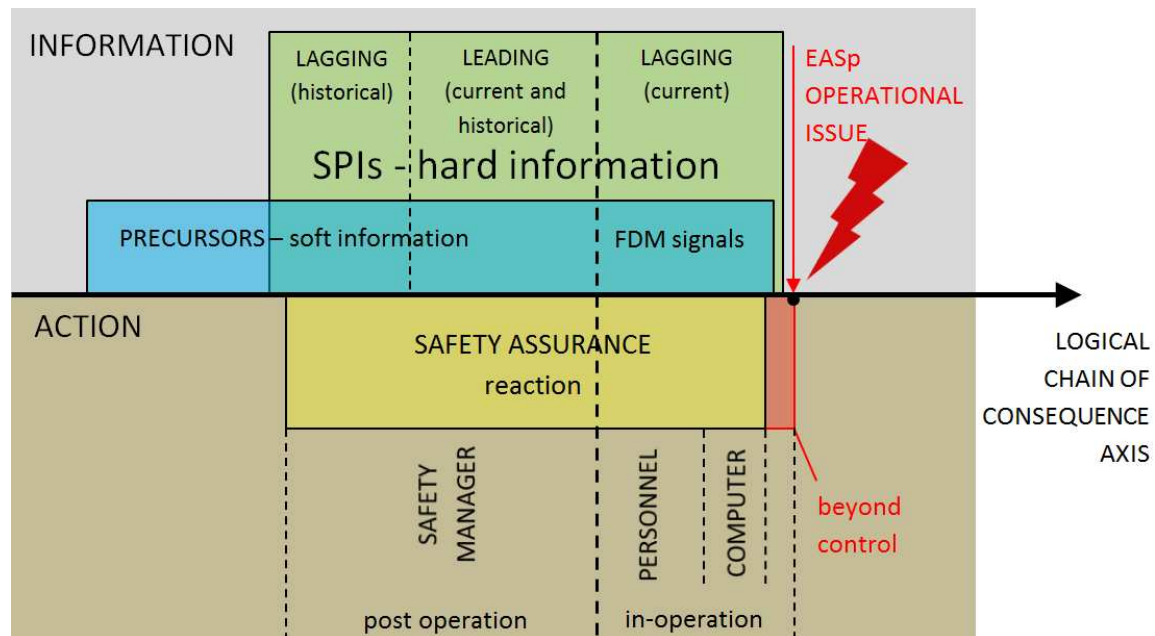 INFORMATION
LAGGING
(historical)
LEADING
(current and
historical)
LAGGING
(current)
EASp
OPERATIONAL
ISSUE
SPIs - hard information
PRECURSORS – soft information
FDM signals
ACTION
SAFETY ASSURANCE
reaction
LOGICAL
CHAIN OF
CONSEQUENCE
AXIS
SAFETY
MANAGER
PERSONNEL
COMPUTER
beyond
control
post operation
in-operation